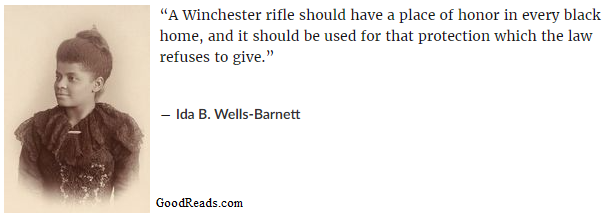 “A Winchester rifle should have a place of honor in every black
home, and it should be used for that protection which the law
refuses to give.”
― Ida B. Wells-Barnett
GoodReads.com